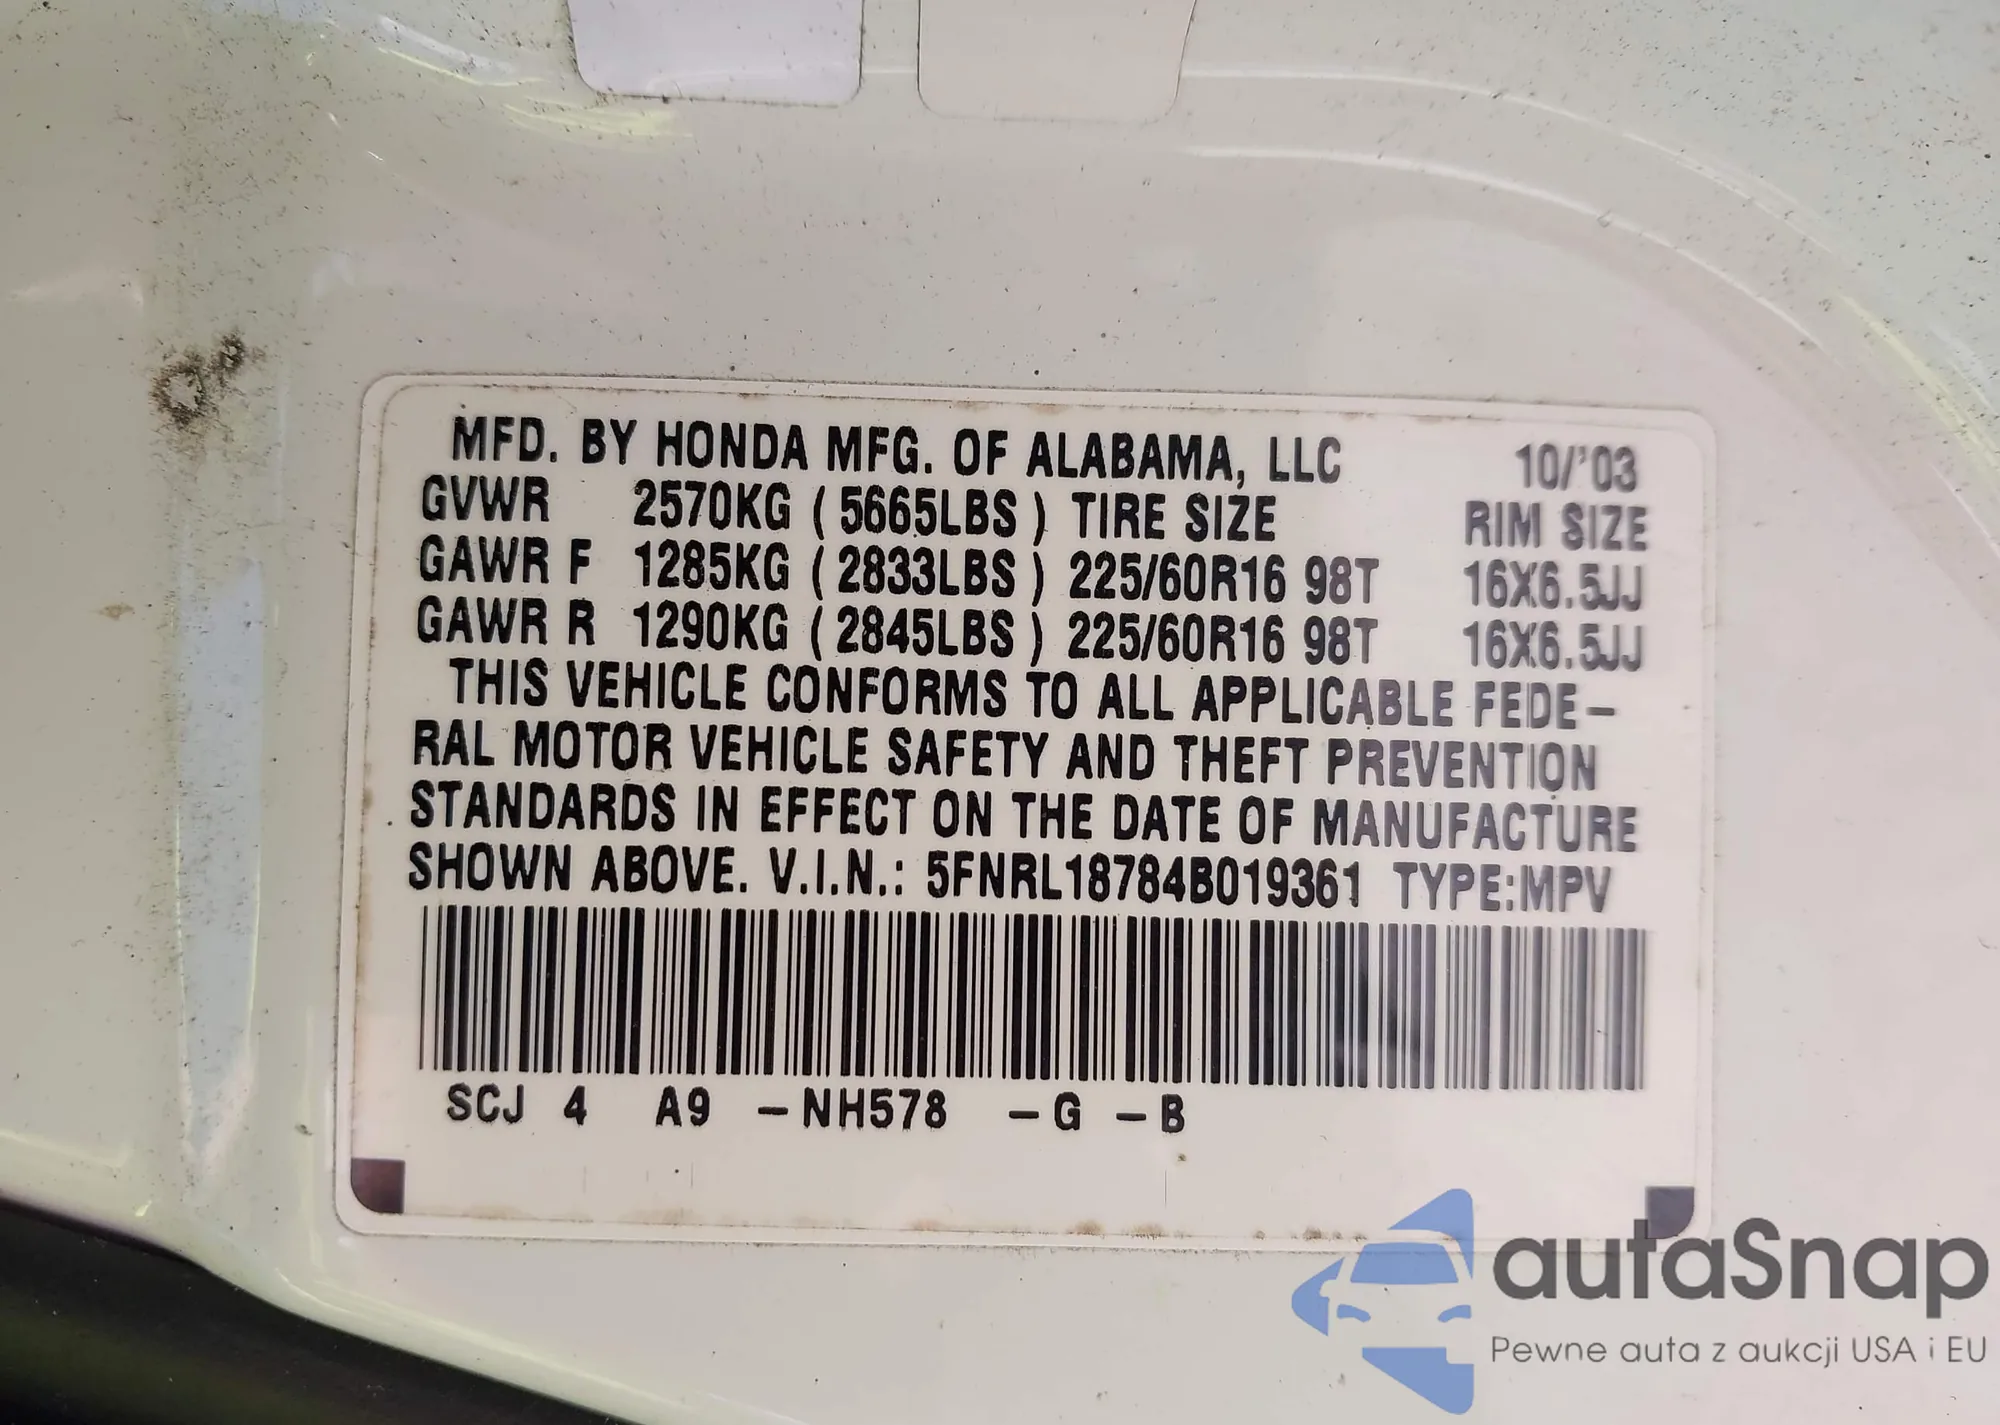 MFD. BY HONDA MFG. OF ALABAMA, LLC 10/'03
GVWR 2570KG ( 5665LBS ) TIRE SIZE RIM SIZE
GAWR F 1285KG ( 2833LBS ) 225/60R16 98T 16X6.5JJ
GAWR R 1290KG ( 2845LBS ) 225/60R16 98T 16X6.5JJ
THIS VEHICLE CONFORMS TO ALL APPLICABLE FEDE-
RAL MOTOR VEHICLE SAFETY AND THEFT PREVENTION
STANDARDS IN EFFECT ON THE DATE OF MANUFACTURE
SHOWN ABOVE. V.I.N.: 5FNRL18784B019361 TYPE:MPV
SCJ 4 A9 -NH578 -G -B
autaSnap
Pewne auta z aukcji USA i EU